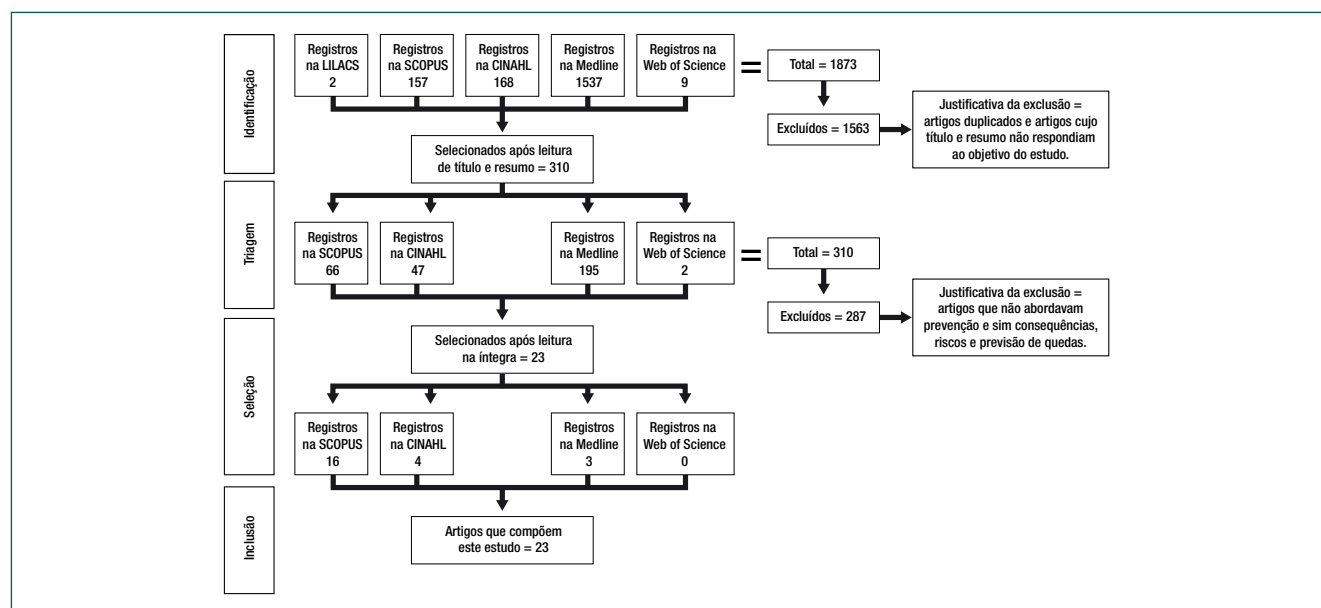 Identificação
Registros
na LILACS
2
Registros
na SCOPUS
157
Registros
na CINAHL
168
Registros
na Medline
1537
Registros na
Web of Science
9
=
Total = 1873
Excluídos = 1563
Justificativa da exclusão =
artigos duplicados e artigos cujo
título e resumo não respondiam
ao objetivo do estudo.
Selecionados após leitura
de título e resumo = 310
Triagem
Registros
na SCOPUS
66
Registros
na CINAHL
47
Registros
na Medline
195
Registros na
Web of Science
2
=
Total = 310
Excluídos = 287
Justificativa da exclusão =
artigos que não abordavam
prevenção e sim consequências,
riscos e previsão de quedas.
Seleção
Selecionados após leitura
na íntegra = 23
Registros
na SCOPUS
16
Registros
na CINAHL
4
Registros
na Medline
3
Registros na
Web of Science
0
Inclusão
Artigos que compõem
este estudo = 23